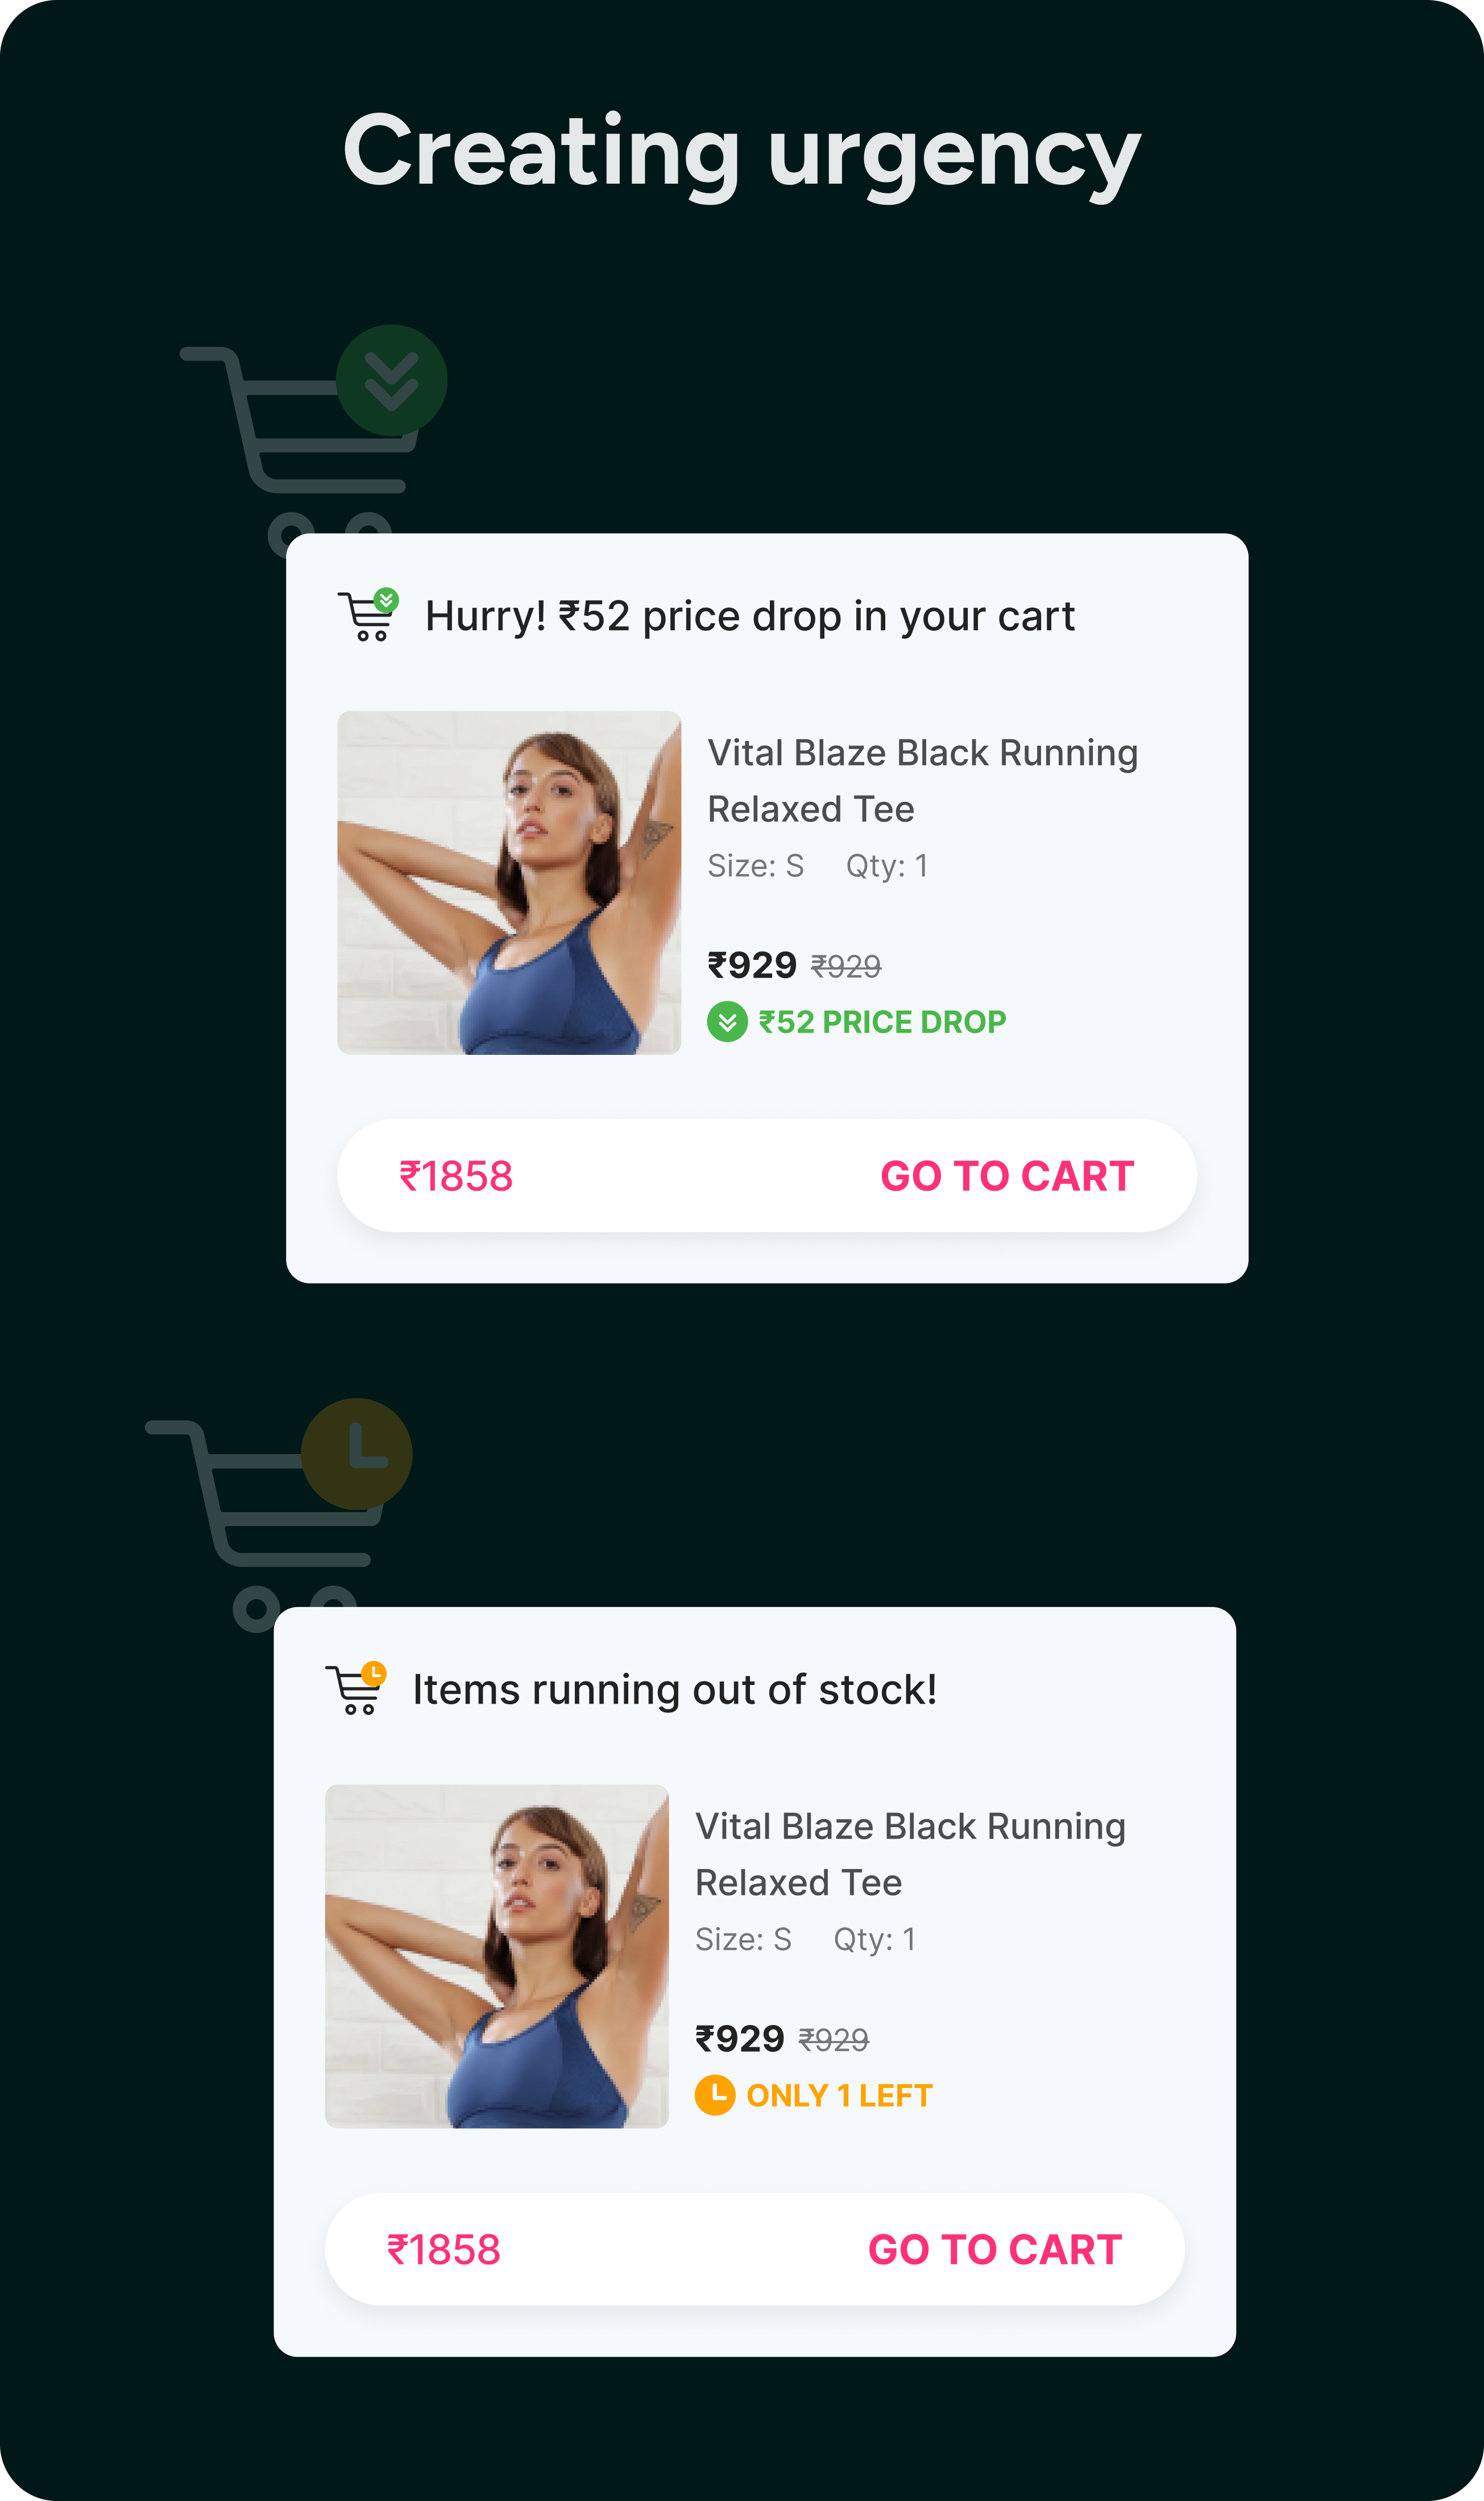 Creating urgency
Hurry! ₹52 price drop in your cart
Vital Blaze Black Running
Relaxed Tee
Size: S Qty: 1
₹929 ₹929
₹52 PRICE DROP
₹1858 GO TO CART
Items running out of stock!
Vital Blaze Black Running
Relaxed Tee
Size: S Qty: 1
₹929 ₹929
ONLY 1 LEFT
₹1858 GO TO CART